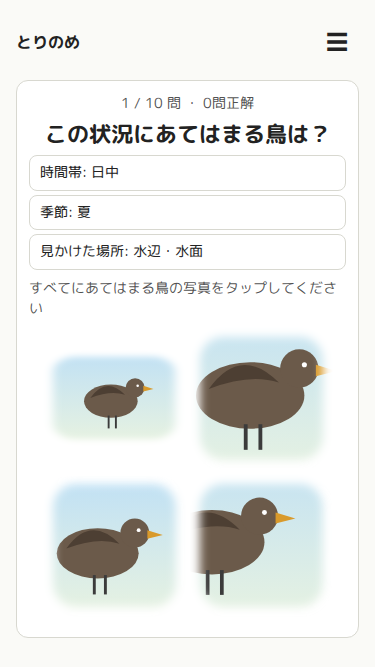 とりのめ
1 / 10 問 ・ 0問正解
この状況にあてはまる鳥は？
時間帯: 日中
季節: 夏
見かけた場所: 水辺・水面
すべてにあてはまる鳥の写真をタップしてくださ
い